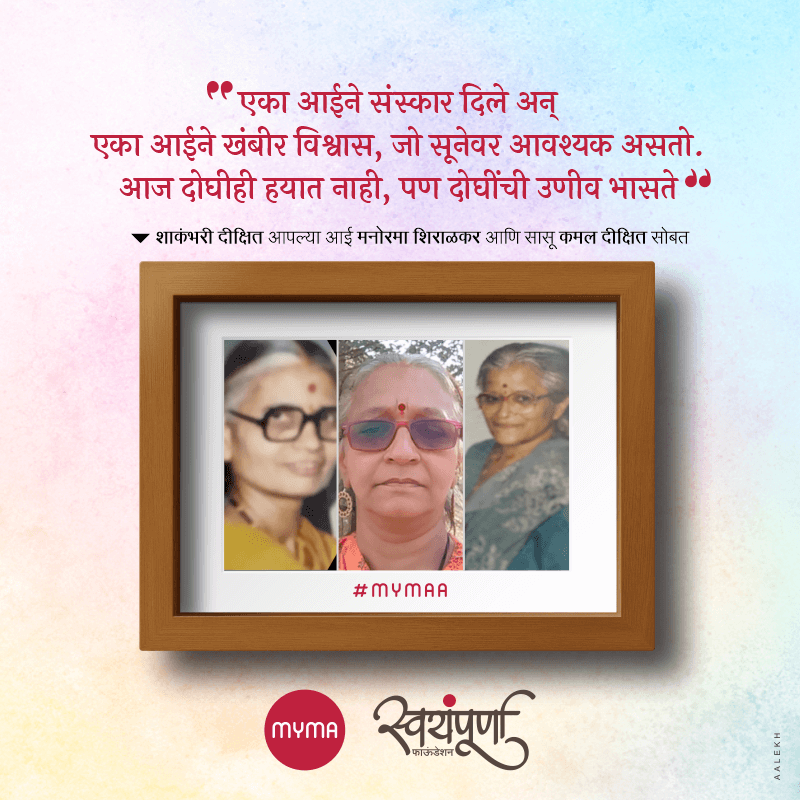 "एका आईने संस्कार दिले अन्
एका आईने खंबीर विश्वास, जो सूनेवर आवश्यक असतो.
आज दोघीही हयात नाही, पण दोघींची उणीव भासते"
शाकंभरी दीक्षित आपल्या आई मनोरमा शिराळकर आणि सासू कमल दीक्षित सोबत
#MYMAA
MYMA
स्वयंपूर्णा
फाऊंडेशन
AALEKH